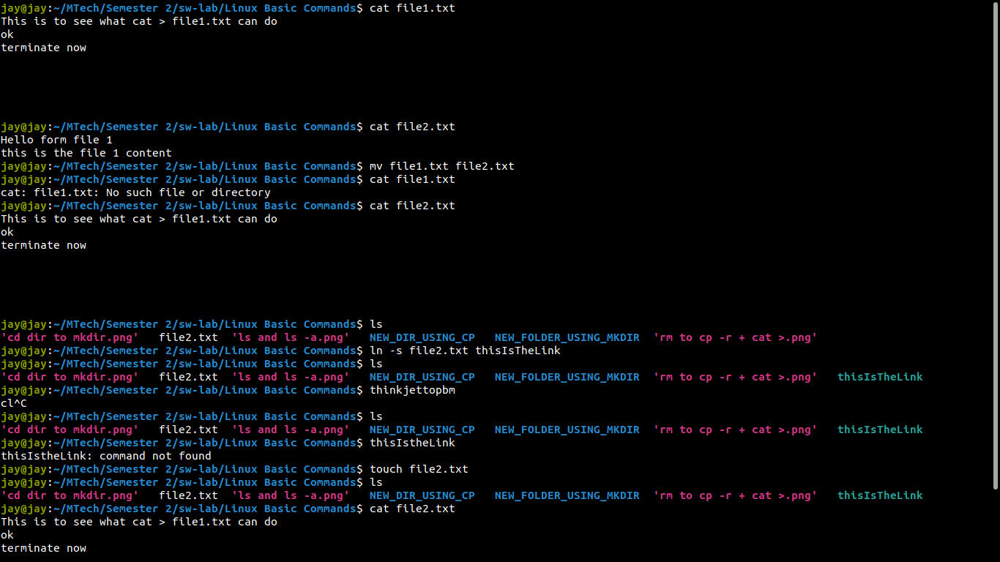 jay@jay:~/MTech/Semester 2/sw-lab/Linux Basic Commands$ cat file1.txt
This is to see what cat > file1.txt can do
ok
terminate now
jay@jay:~/MTech/Semester 2/sw-lab/Linux Basic Commands$ cat file2.txt
Hello form file 1
this is the file 1 content
jay@jay:~/MTech/Semester 2/sw-lab/Linux Basic Commands$ mv file1.txt file2.txt
jay@jay:~/MTech/Semester 2/sw-lab/Linux Basic Commands$ cat file1.txt
cat: file1.txt: No such file or directory
jay@jay:~/MTech/Semester 2/sw-lab/Linux Basic Commands$ cat file2.txt
This is to see what cat > file1.txt can do
ok
terminate now
jay@jay:~/MTech/Semester 2/sw-lab/Linux Basic Commands$ ls
'cd dir to mkdir.png'   file2.txt  'ls and ls -a.png'   NEW_DIR_USING_CP   NEW_FOLDER_USING_MKDIR  'rm to cp -r + cat >.png'
jay@jay:~/MTech/Semester 2/sw-lab/Linux Basic Commands$ ln -s file2.txt thisIsTheLink
jay@jay:~/MTech/Semester 2/sw-lab/Linux Basic Commands$ ls
'cd dir to mkdir.png'   file2.txt  'ls and ls -a.png'   NEW_DIR_USING_CP   NEW_FOLDER_USING_MKDIR  'rm to cp -r + cat >.png'   thisIsTheLink
jay@jay:~/MTech/Semester 2/sw-lab/Linux Basic Commands$ thinkjettopbm
cl^C
jay@jay:~/MTech/Semester 2/sw-lab/Linux Basic Commands$ ls
'cd dir to mkdir.png'   file2.txt  'ls and ls -a.png'   NEW_DIR_USING_CP   NEW_FOLDER_USING_MKDIR  'rm to cp -r + cat >.png'   thisIsTheLink
jay@jay:~/MTech/Semester 2/sw-lab/Linux Basic Commands$ thisIstheLink
thisIstheLink: command not found
jay@jay:~/MTech/Semester 2/sw-lab/Linux Basic Commands$ touch file2.txt
jay@jay:~/MTech/Semester 2/sw-lab/Linux Basic Commands$ ls
'cd dir to mkdir.png'   file2.txt  'ls and ls -a.png'   NEW_DIR_USING_CP   NEW_FOLDER_USING_MKDIR  'rm to cp -r + cat >.png'   thisIsTheLink
jay@jay:~/MTech/Semester 2/sw-lab/Linux Basic Commands$ cat file2.txt
This is to see what cat > file1.txt can do
ok
terminate now